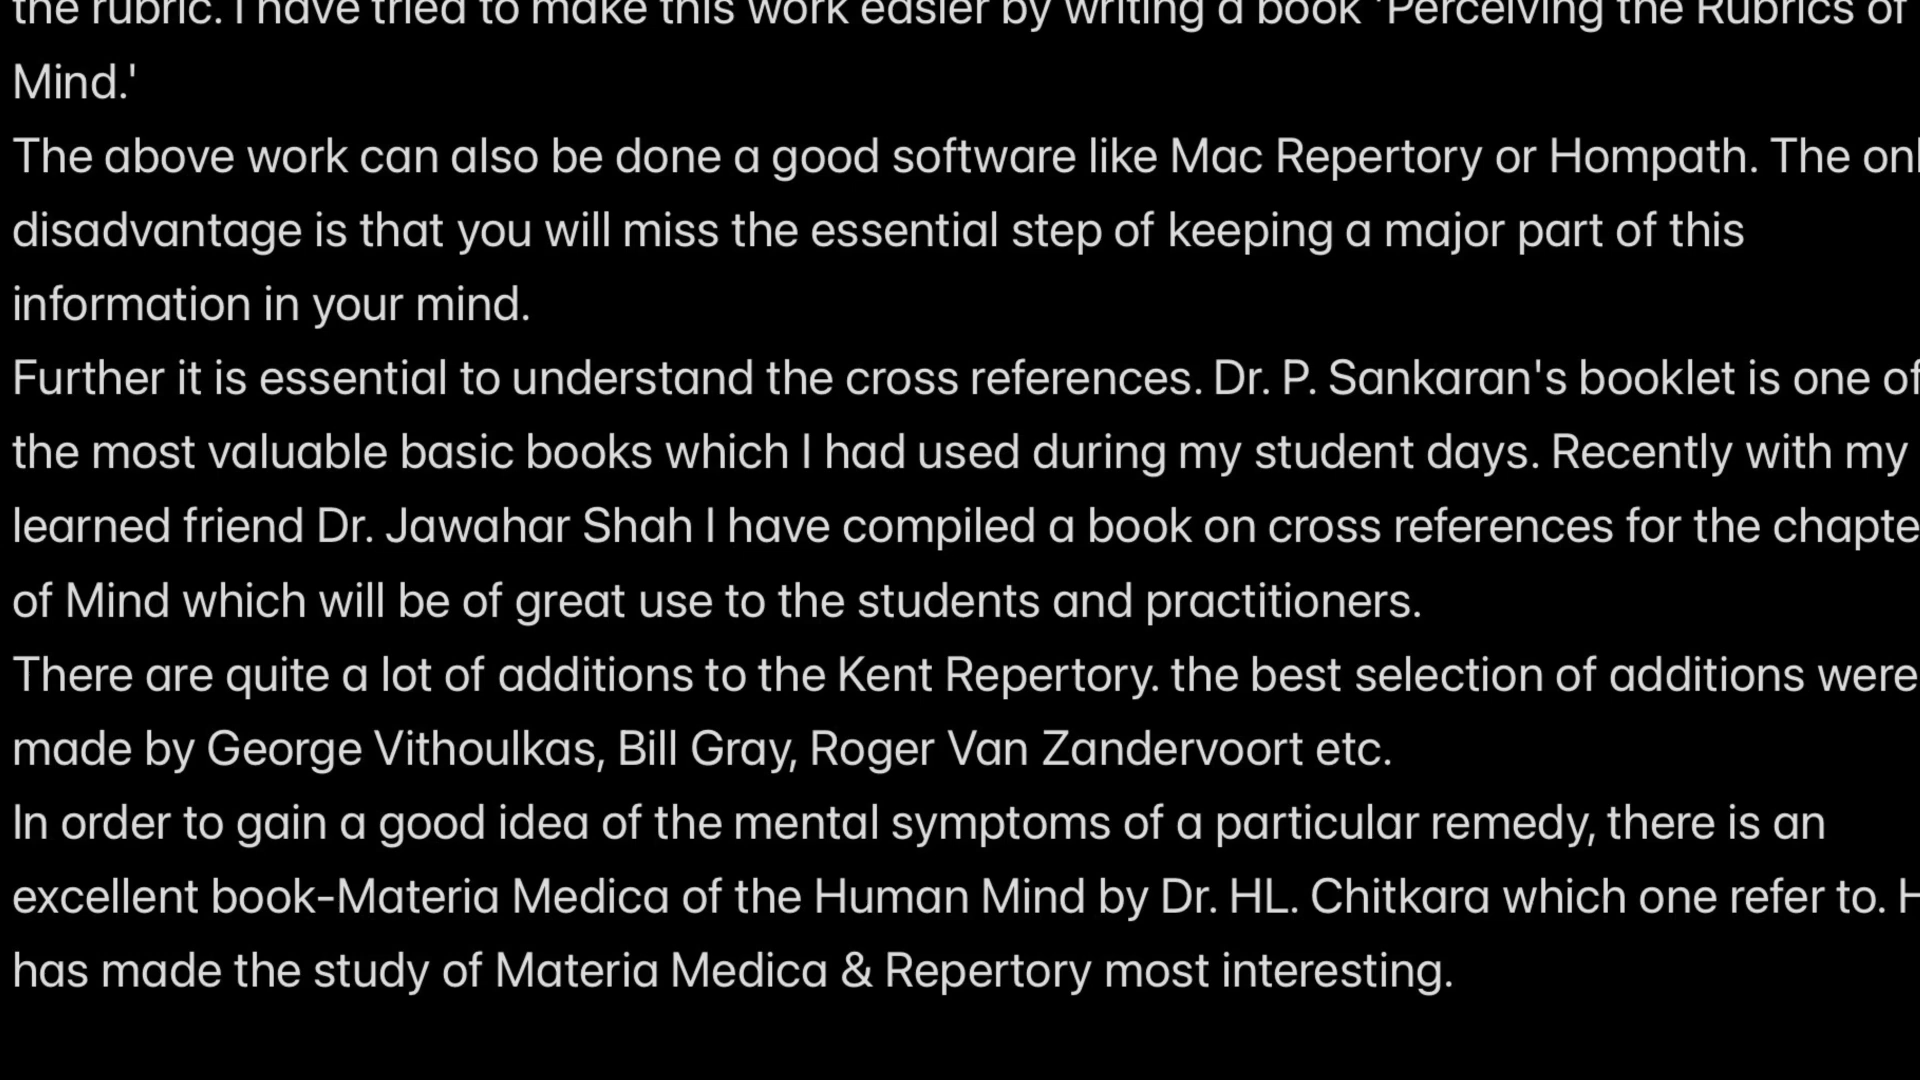 the rubric. I have tried to make this work easier by writing a book 'Perceiving the Rubrics of
Mind.'
The above work can also be done a good software like Mac Repertory or Hompath. The onl
disadvantage is that you will miss the essential step of keeping a major part of this
information in your mind.
Further it is essential to understand the cross references. Dr. P. Sankaran's booklet is one of
the most valuable basic books which I had used during my student days. Recently with my
learned friend Dr. Jawahar Shah I have compiled a book on cross references for the chapte
of Mind which will be of great use to the students and practitioners.
There are quite a lot of additions to the Kent Repertory. the best selection of additions were
made by George Vithoulkas, Bill Gray, Roger Van Zandervoort etc.
In order to gain a good idea of the mental symptoms of a particular remedy, there is an
excellent book-Materia Medica of the Human Mind by Dr. HL. Chitkara which one refer to. H
has made the study of Materia Medica & Repertory most interesting.